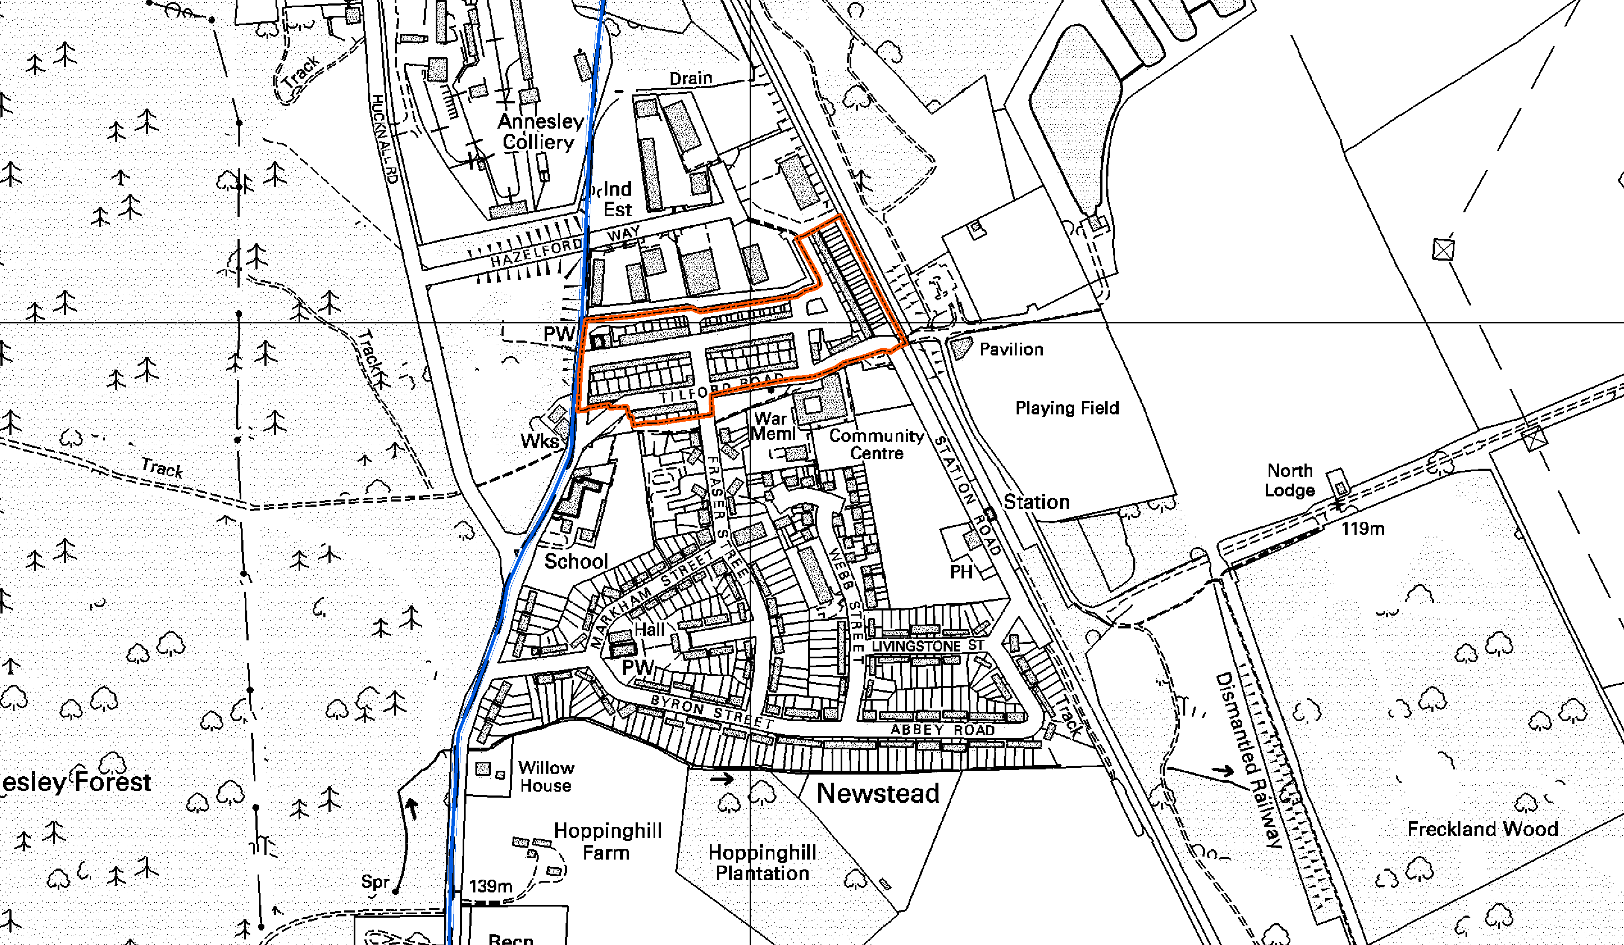 Track
Drain
HUCKNALL RD
Annesley
Colliery
Ind
Est
HAZELFORD WAY
PW
Track
Pavilion
TILFORD ROAD
Playing Field
War
Meml
Community
Centre
Wks
Track
STATION ROAD
North
Lodge
Station
FRASER STREET
119m
School
PH
WEBB STREET
MARKHAM STREET
Hall
PW
LIVINGSTONE ST
BYRON STREET
ABBEY ROAD
Track
Dismantled Railway
esley Forest
Willow
House
Newstead
Hoppinghill
Farm
Hoppinghill
Plantation
Freckland Wood
Spr
139m
Recn